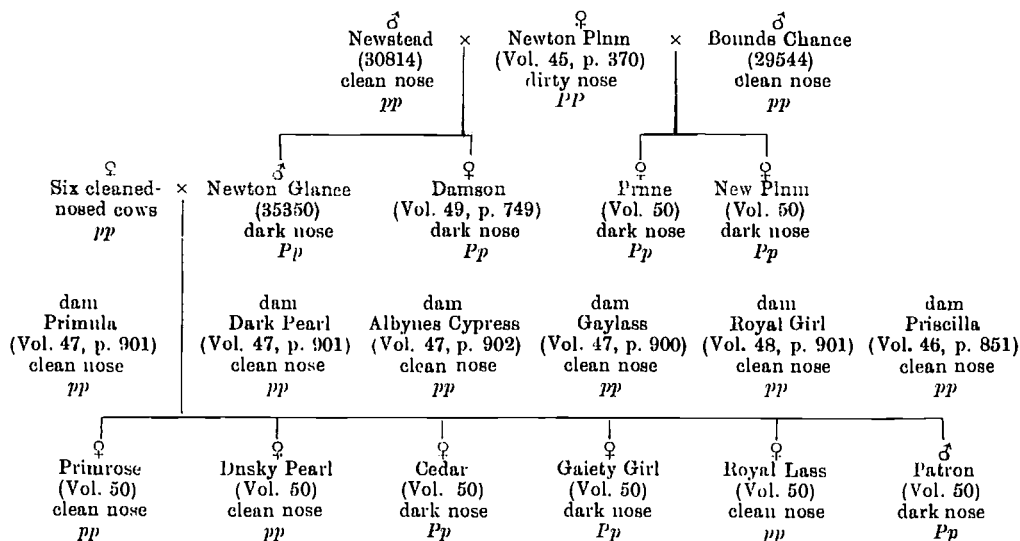 ♂ ♀ ♂
Newstead × Newton Plnm × Bounds Chance
(30814) (Vol. 45, p. 370) (29544)
clean nose dirty nose clean nose
pp PP pp
♀ ♂ ♀ ♀ ♀
Six cleaned- × Newton Glance Damson Prnne New Plnm
nosed cows (35350) (Vol. 49, p. 749) (Vol. 50) (Vol. 50)
pp dark nose dark nose dark nose dark nose
Pp Pp Pp Pp
dam dam dam dam dam dam
Primula Dark Pearl Albynes Cypress Gaylass Royal Girl Priscilla
(Vol. 47, p. 901) (Vol. 47, p. 901) (Vol. 47, p. 902) (Vol. 47, p. 900) (Vol. 48, p. 901) (Vol. 46, p. 851)
clean nose clean nose clean nose clean nose clean nose clean nose
pp pp pp pp pp pp
♀ ♀ ♀ ♀ ♀ ♂
Primrose Dnsky Pearl Cedar Gaiety Girl Royal Lass Patron
(Vol. 50) (Vol. 50) (Vol. 50) (Vol. 50) (Vol. 50) (Vol. 50)
clean nose clean nose dark nose dark nose clean nose dark nose
pp pp Pp Pp pp Pp